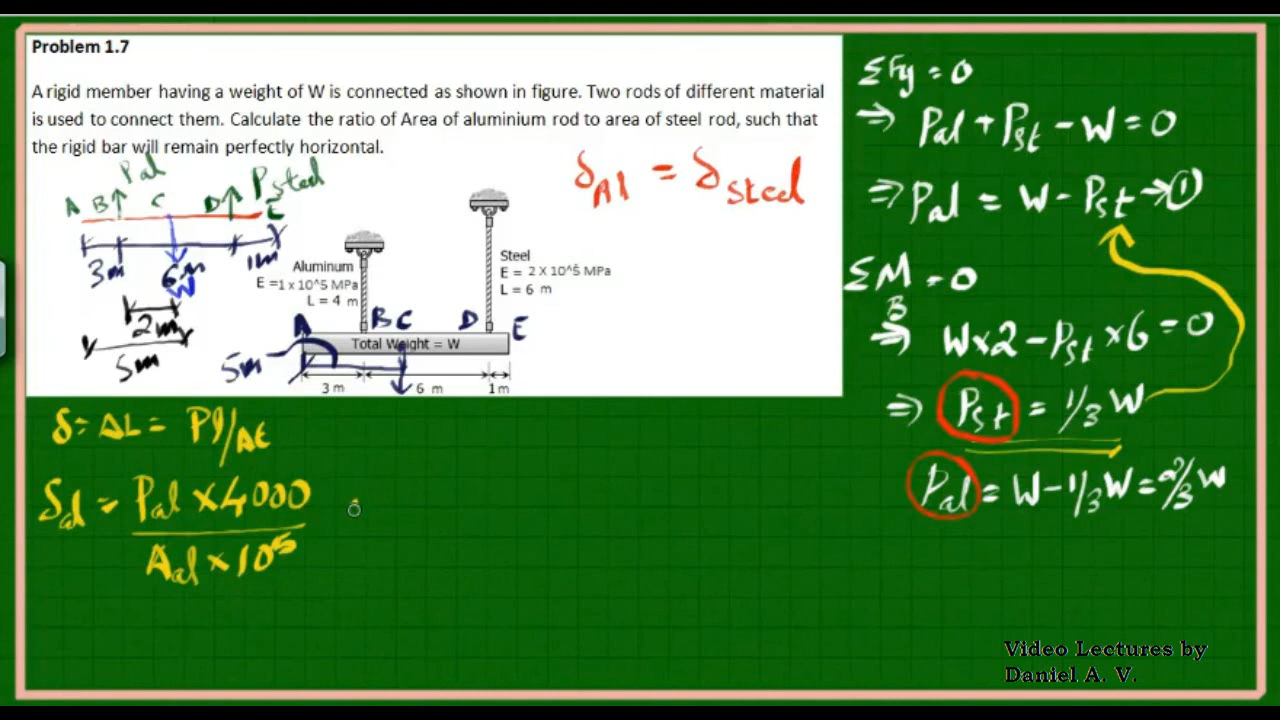 Problem 1.7
A rigid member having a weight of W is connected as shown in figure. Two rods of different material
is used to connect them. Calculate the ratio of Area of aluminium rod to area of steel rod, such that
the rigid bar will remain perfectly horizontal.
Pal
Psteel
A B C D E
3m 6m 1m
W
2m
5m
δAl = δsteel
Aluminum
E =1 x 10^5 MPa
L = 4 m
Steel
E = 2 X 10^5 MPa
L = 6 m
A B C D E
Total Weight = W
5m
3 m 6 m 1 m
δ = ΔL = Pl/AE
δal = Pal × 4000
Aal × 10⁵
ΣFy = 0
⇒ Pal + Pst - W = 0
⇒ Pal = W - Pst → ①
ΣM = 0
B
⇒ W×2 - Pst × 6 = 0
⇒ Pst = 1/3 W
Pal = W - 1/3 W = 2/3 W
Video Lectures by
Daniel A. V.